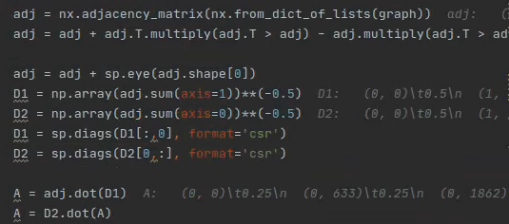 adj = nx.adjacency_matrix(nx.from_dict_of_lists(graph)) adj: (
adj = adj + adj.T.multiply(adj.T > adj) - adj.multiply(adj.T > ad
adj = adj + sp.eye(adj.shape[0])
D1 = np.array(adj.sum(axis=1))**(-0.5) D1: (0, 0)\t0.5\n (1,
D2 = np.array(adj.sum(axis=0))**(-0.5) D2: (0, 0)\t0.5\n (1,
D1 = sp.diags(D1[:,0], format='csr')
D2 = sp.diags(D2[0,:], format='csr')
A = adj.dot(D1) A: (0, 0)\t0.25\n (0, 633)\t0.25\n (0, 1862)
A = D2.dot(A)